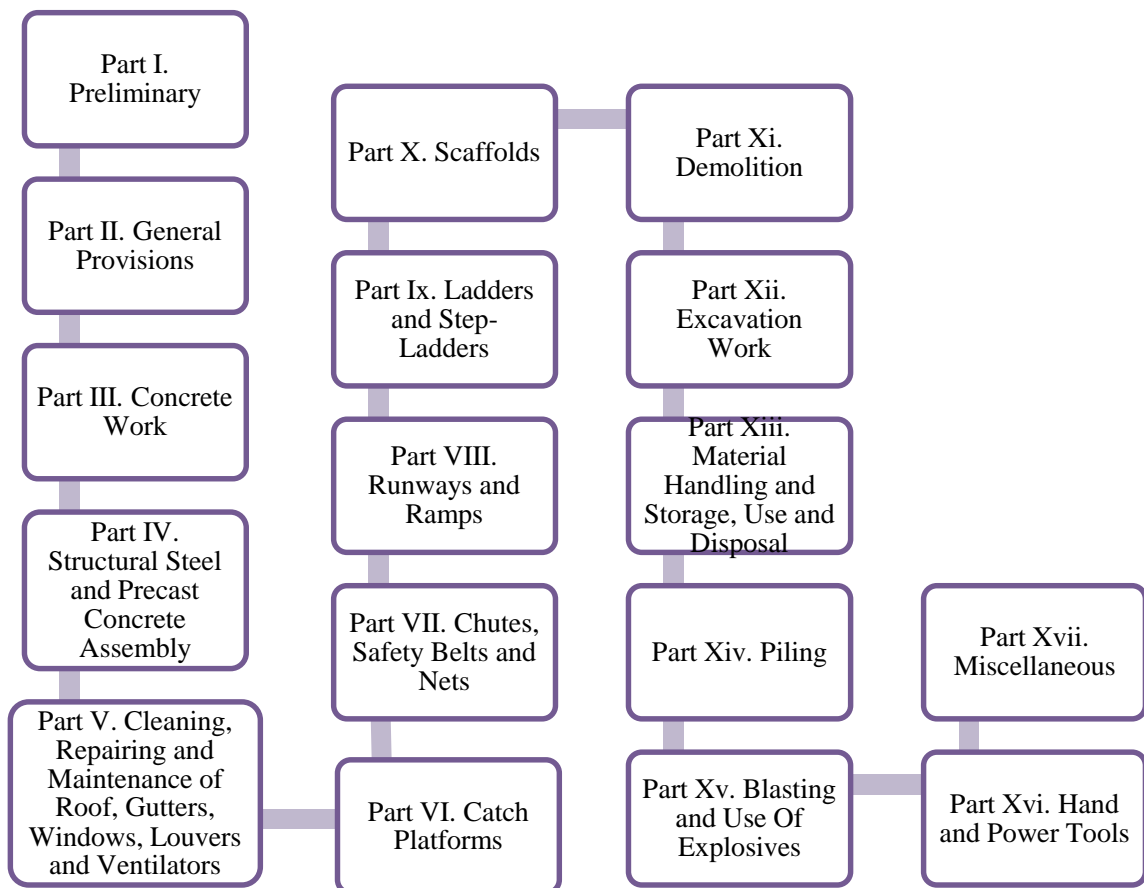 Part I.
Preliminary
Part II. General
Provisions
Part III. Concrete
Work
Part IV.
Structural Steel
and Precast
Concrete
Assembly
Part V. Cleaning,
Repairing and
Maintenance of
Roof, Gutters,
Windows, Louvers
and Ventilators
Part VI. Catch
Platforms
Part VII. Chutes,
Safety Belts and
Nets
Part VIII.
Runways and
Ramps
Part Ix. Ladders
and Step-
Ladders
Part X. Scaffolds
Part Xi.
Demolition
Part Xii.
Excavation
Work
Part Xiii.
Material
Handling and
Storage, Use and
Disposal
Part Xiv. Piling
Part Xv. Blasting
and Use Of
Explosives
Part Xvi. Hand
and Power Tools
Part Xvii.
Miscellaneous